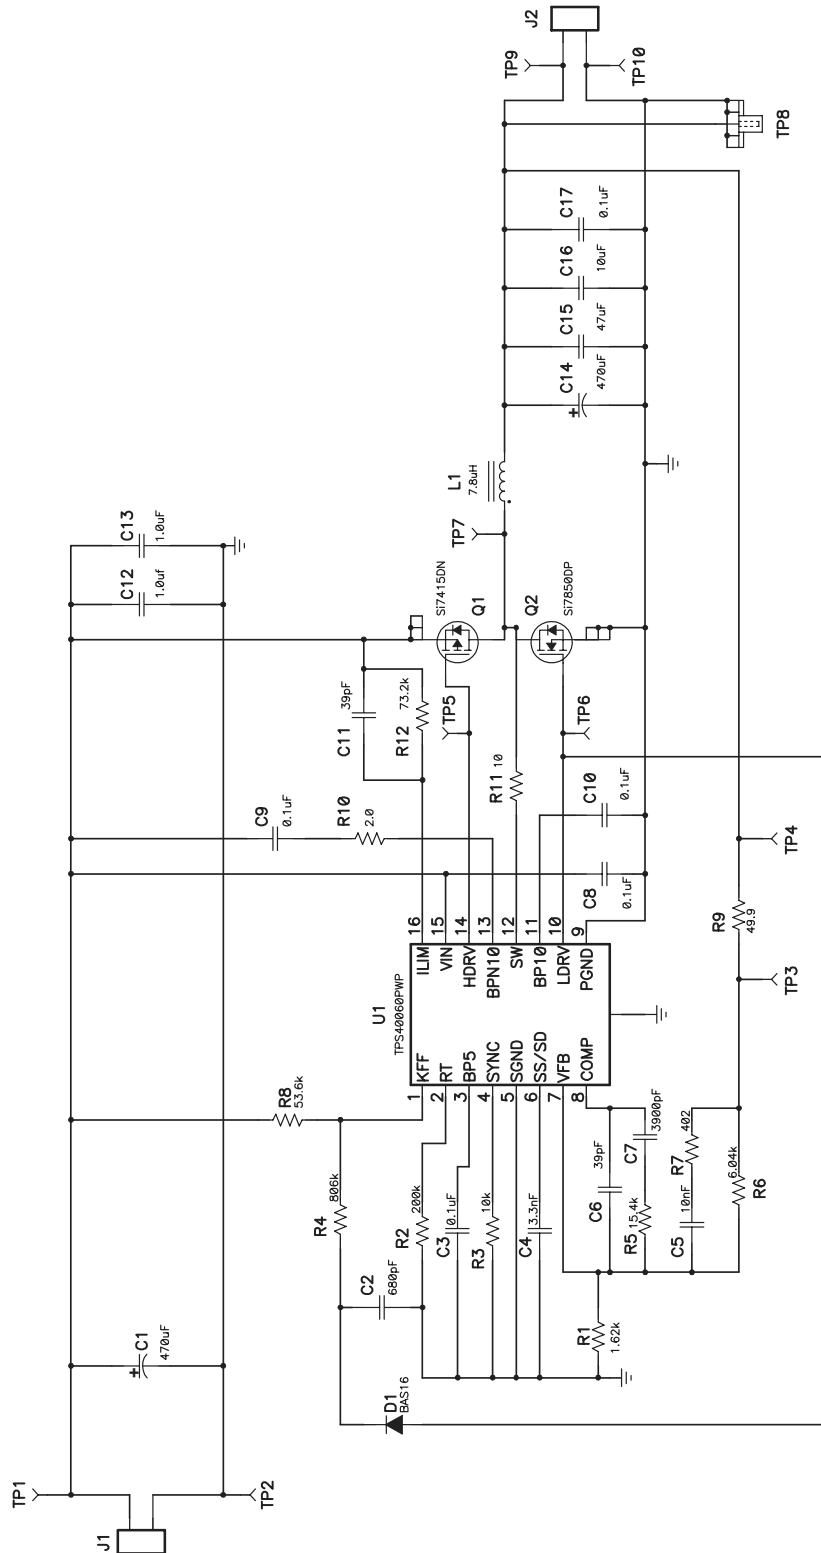 J1
TP1
TP2
C1
470uF
D1
BAS16
C2
680pF
R4
806k
R8
53.6k
R2
200k
C3
0.1uF
R3
10k
C4
3.3nF
R1
1.62k
C6
39pF
R5
15.4k
C7
3900pF
C5
10nF
R7
402
R6
6.04k
U1
TPS40060PWP
1
KFF
2
RT
3
BP5
4
SYNC
5
SGND
6
SS/SD
7
VFB
8
COMP
16
ILIM
15
VIN
14
HDRV
13
BPN10
12
SW
11
BP10
10
LDRV
9
PGND
TP3
R9
49.9
TP4
C8
0.1uF
C10
0.1uF
C9
0.1uF
R10
2.0
R11
10
C11
39pF
R12
73.2k
TP5
TP6
Si7415DN
Q1
Q2
Si7850DP
C12
1.0uf
C13
1.0uF
TP7
L1
7.8uH
C14
470uF
C15
47uF
C16
10uF
C17
0.1uF
TP8
TP9
TP10
J2